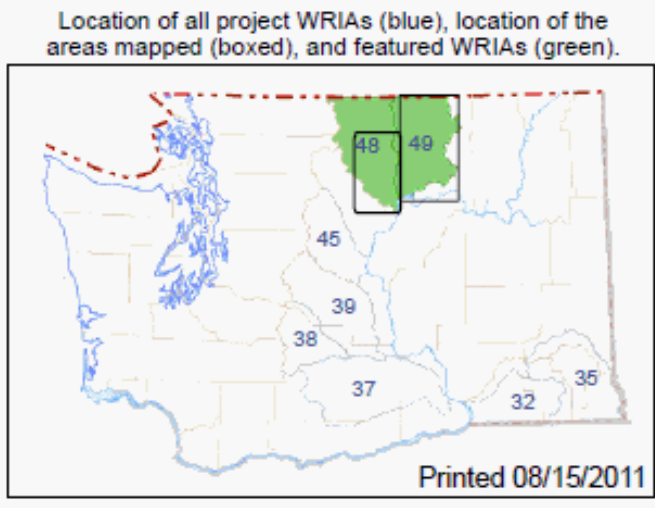 Location of all project WRIAs (blue), location of the
areas mapped (boxed), and featured WRIAs (green).
48
49
45
39
38
37
35
32
Printed 08/15/2011